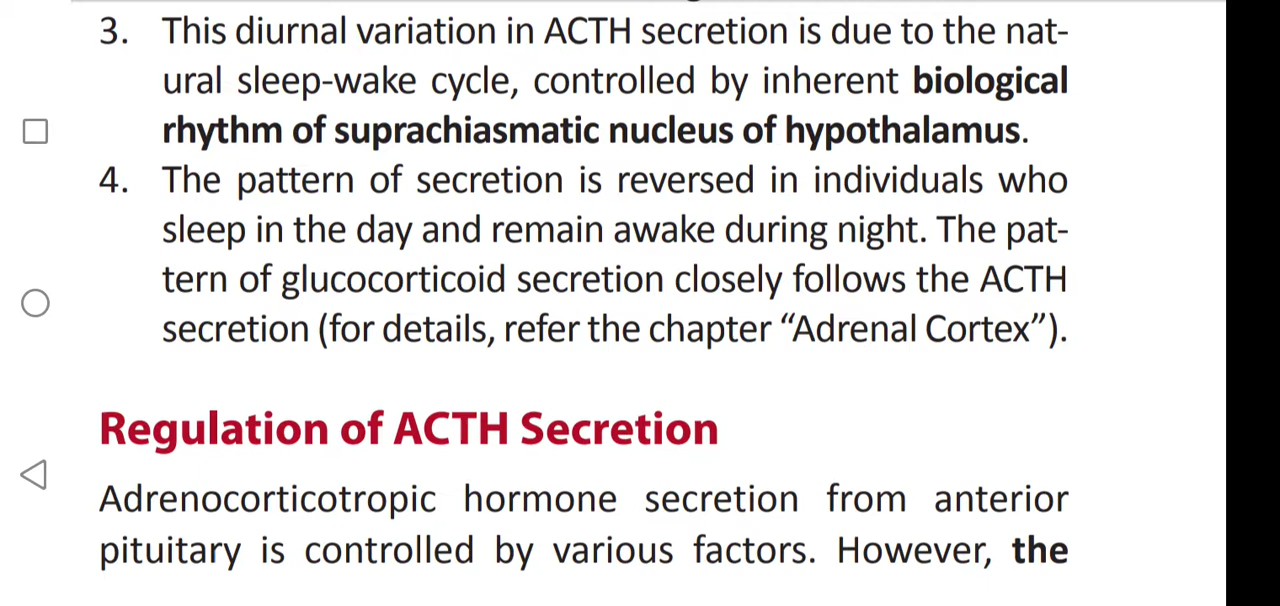 3. This diurnal variation in ACTH secretion is due to the nat-
ural sleep-wake cycle, controlled by inherent biological
rhythm of suprachiasmatic nucleus of hypothalamus.
4. The pattern of secretion is reversed in individuals who
sleep in the day and remain awake during night. The pat-
tern of glucocorticoid secretion closely follows the ACTH
secretion (for details, refer the chapter “Adrenal Cortex”).
Regulation of ACTH Secretion
Adrenocorticotropic hormone secretion from anterior
pituitary is controlled by various factors. However, the